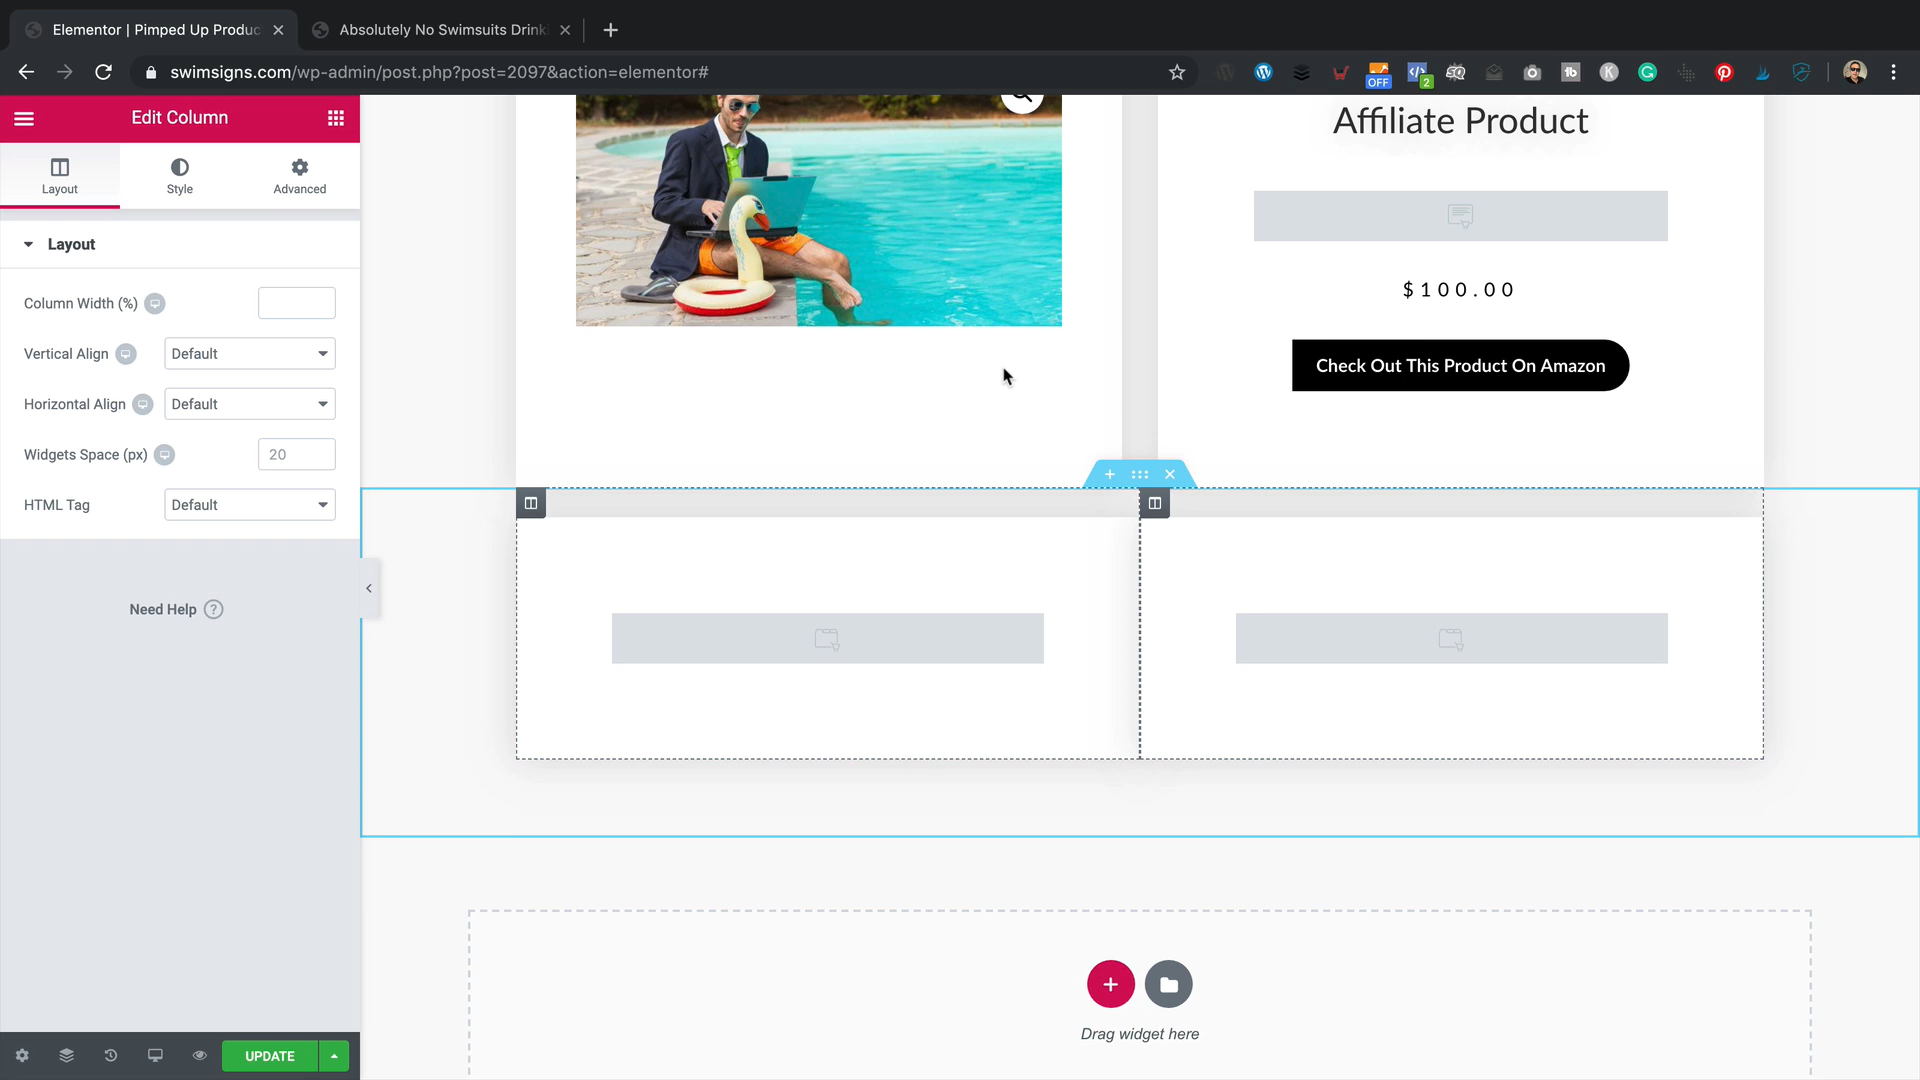 Elementor | Pimped Up Produc
Absolutely No Swimsuits Drink
swimsigns.com/wp-admin/post.php?post=2097&action=elementor#
OFF
2
tb
K
G
Edit Column
Layout
Style
Advanced
Layout
Column Width (%)
Vertical Align
Default
Horizontal Align
Default
Widgets Space (px)
20
HTML Tag
Default
Need Help ?
UPDATE
Affiliate Product
$100.00
Check Out This Product On Amazon
Drag widget here